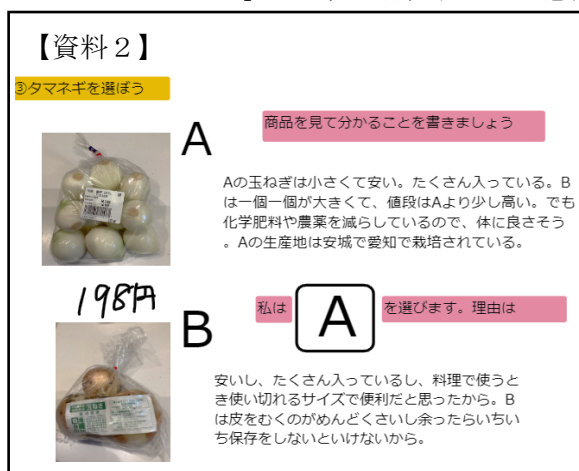 【資料２】
③タマネギを選ぼう
A
商品を見て分かることを書きましょう
Aの玉ねぎは小さくて安い。たくさん入っている。B
は一個一個が大きくて、値段はAより少し高い。でも
化学肥料や農薬を減らしているので、体に良さそう
。Aの生産地は安城で愛知で栽培されている。
198円
B
私は A を選びます。理由は
安いし、たくさん入っているし、料理で使うと
き使い切れるサイズで便利だと思ったから。B
は皮をむくのがめんどくさいし余ったらいちい
ち保存をしないといけないから。